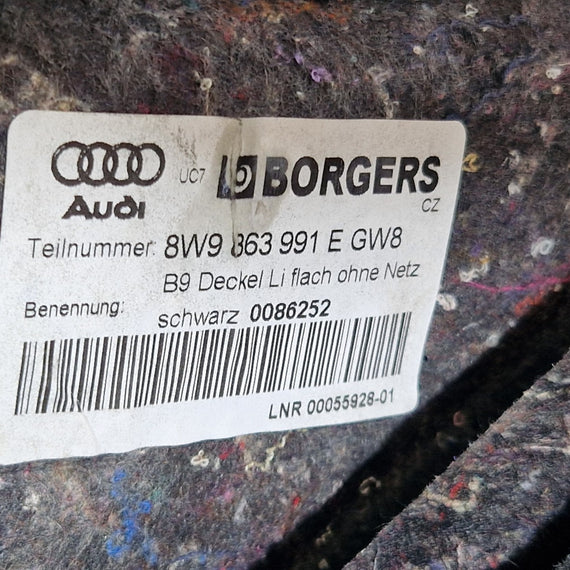 UC7 BORGERS
Audi
CZ
Teilnummer: 8W9 863 991 E GW8
B9 Deckel Li flach ohne Netz
Benennung:
schwarz 0086252
LNR 00055928-01